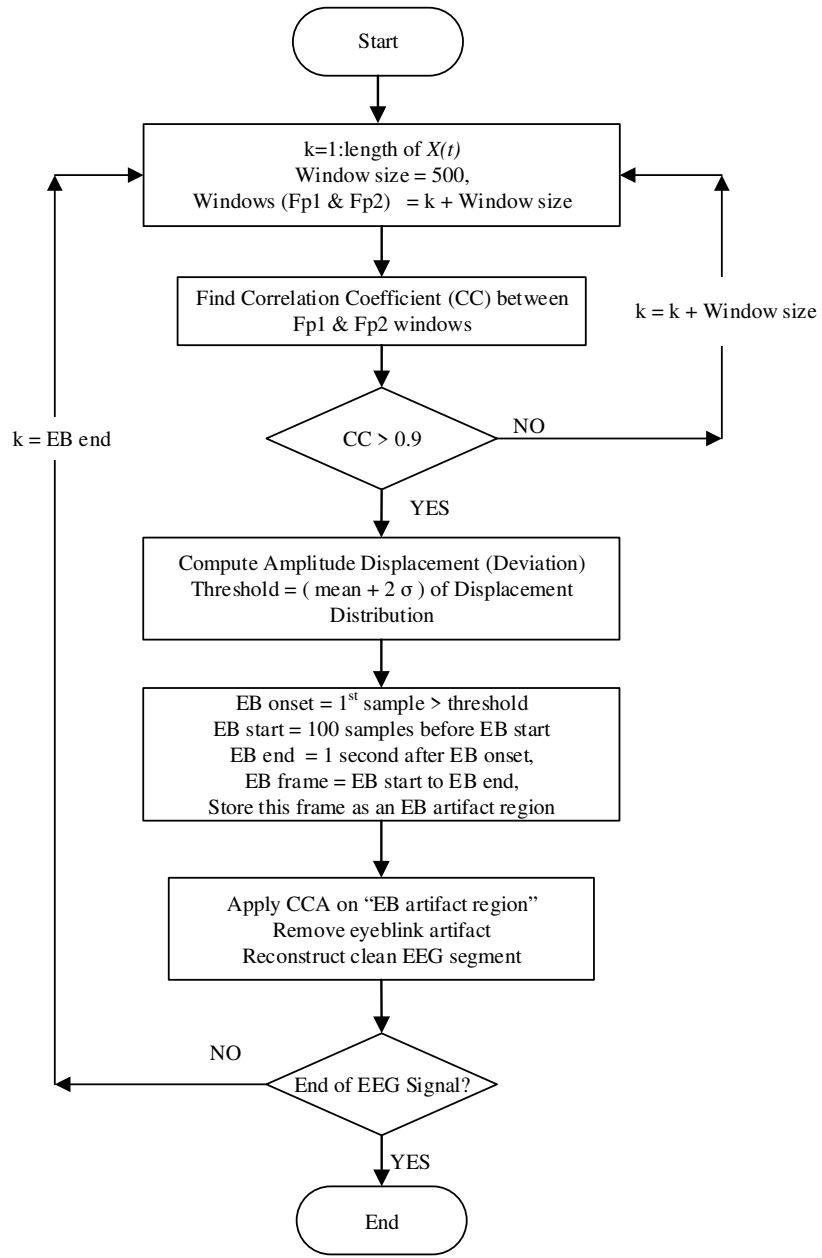 Start
k=1:length of X(t)
Window size = 500,
Windows (Fp1 & Fp2) = k + Window size
Find Correlation Coefficient (CC) between
Fp1 & Fp2 windows
k = k + Window size
CC > 0.9
NO
k = EB end
YES
Compute Amplitude Displacement (Deviation)
Threshold = ( mean + 2 σ ) of Displacement
Distribution
EB onset = 1st sample > threshold
EB start = 100 samples before EB start
EB end = 1 second after EB onset,
EB frame = EB start to EB end,
Store this frame as an EB artifact region
Apply CCA on “EB artifact region”
Remove eyeblink artifact
Reconstruct clean EEG segment
NO
End of EEG Signal?
YES
End